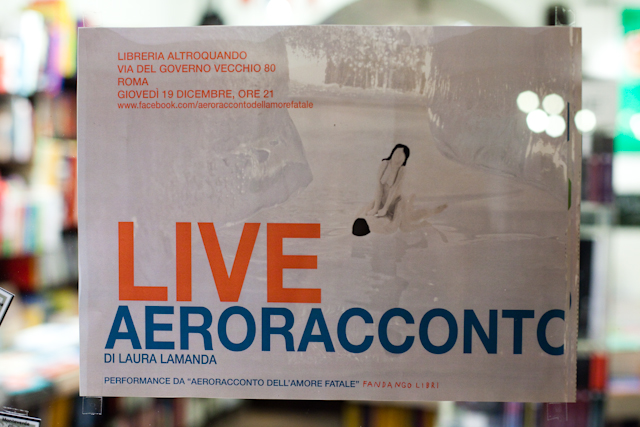 LIBRERIA ALTROQUANDO
VIA DEL GOVERNO VECCHIO 80
ROMA
GIOVEDÌ 19 DICEMBRE, ORE 21
www.facebook.com/aeroraccontodellamorefatale
LIVE
AERORACCONTO
DI LAURA LAMANDA
PERFORMANCE DA "AERORACCONTO DELL'AMORE FATALE" FANDANGO LIBRI